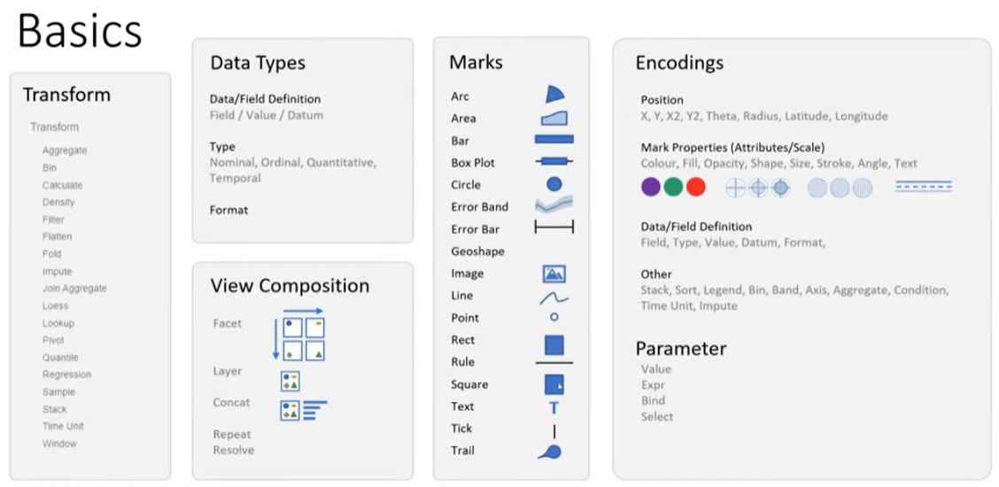 Basics
Transform
Transform
Aggregate
Bin
Calculate
Density
Filter
Flatten
Fold
Impute
Join Aggregate
Loess
Lookup
Pivot
Quantile
Regression
Sample
Stack
Time Unit
Window
Data Types
Data/Field Definition
Field / Value / Datum
Type
Nominal, Ordinal, Quantitative,
Temporal
Format
View Composition
Facet
Layer
Concat
Repeat
Resolve
Marks
Arc
Area
Bar
Box Plot
Circle
Error Band
Error Bar
Geoshape
Image
Line
Point
Rect
Rule
Square
Text
T
Tick
Trail
Encodings
Position
X, Y, X2, Y2, Theta, Radius, Latitude, Longitude
Mark Properties (Attributes/Scale)
Colour, Fill, Opacity, Shape, Size, Stroke, Angle, Text
Data/Field Definition
Field, Type, Value, Datum, Format,
Other
Stack, Sort, Legend, Bin, Band, Axis, Aggregate, Condition,
Time Unit, Impute
Parameter
Value
Expr
Bind
Select